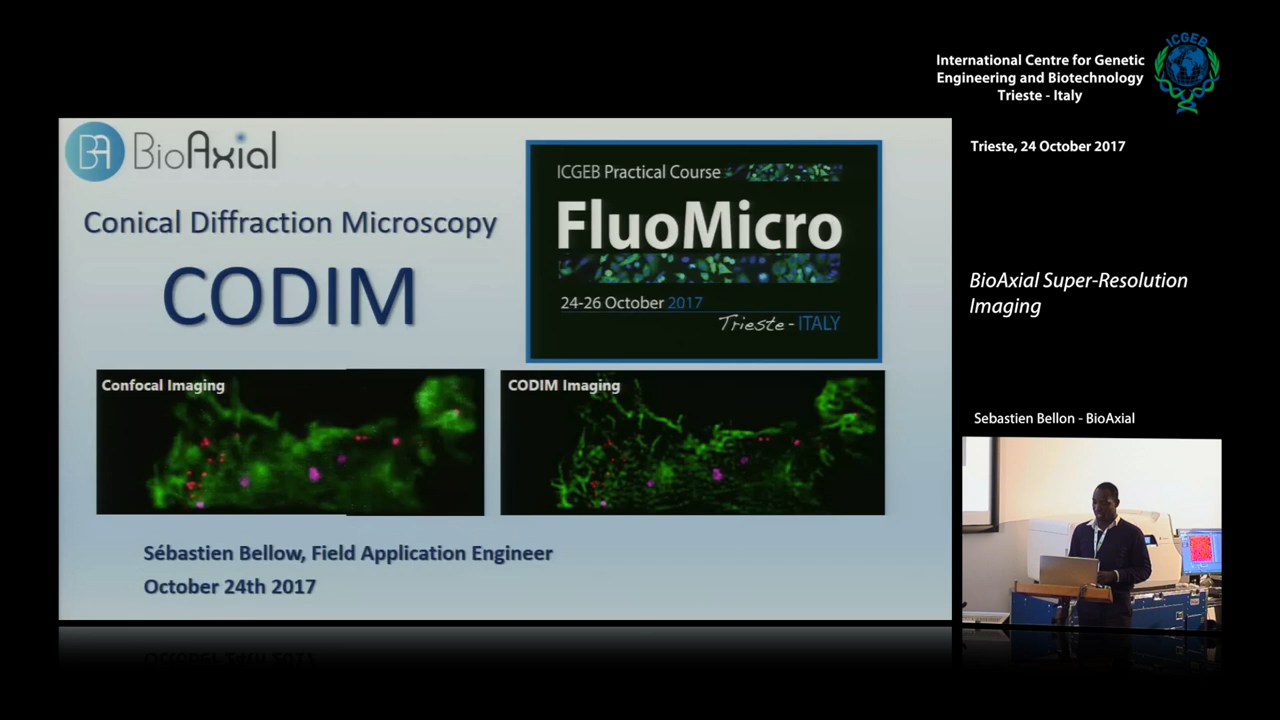 International Centre for Genetic
Engineering and Biotechnology
Trieste - Italy
ICGEB
Trieste, 24 October 2017
BA BioAxial
Conical Diffraction Microscopy
CODIM
ICGEB Practical Course
FluoMicro
24-26 October 2017
Trieste - ITALY
BioAxial Super-Resolution
Imaging
Confocal Imaging
CODIM Imaging
Sebastien Bellon - BioAxial
Sébastien Bellow, Field Application Engineer
October 24th 2017